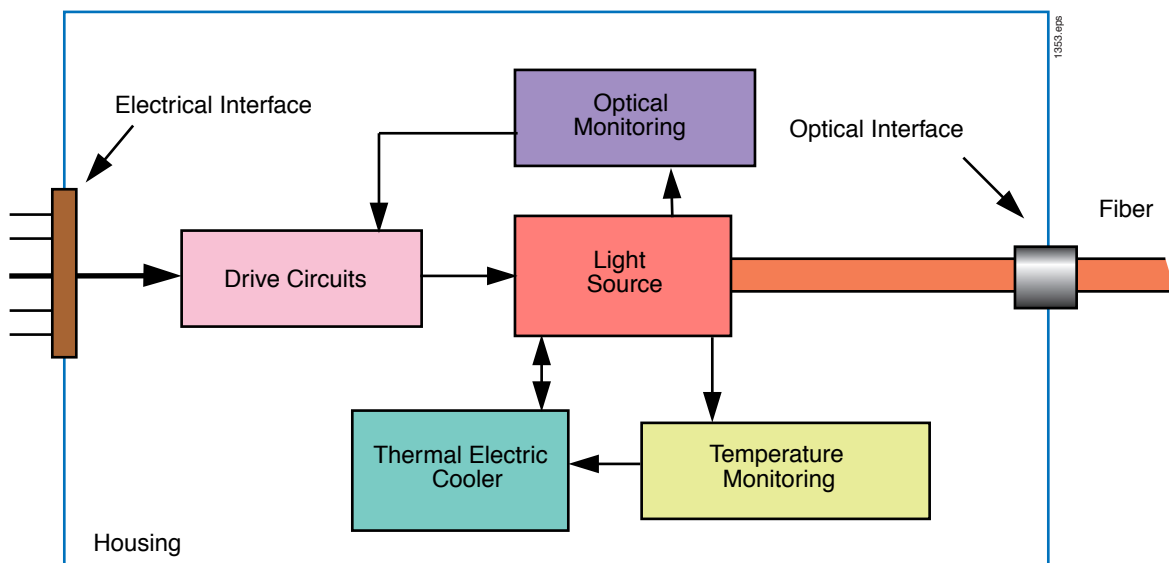 1353.eps
Electrical Interface
Optical
Monitoring
Optical Interface
Fiber
Drive Circuits
Light
Source
Thermal Electric
Cooler
Temperature
Monitoring
Housing